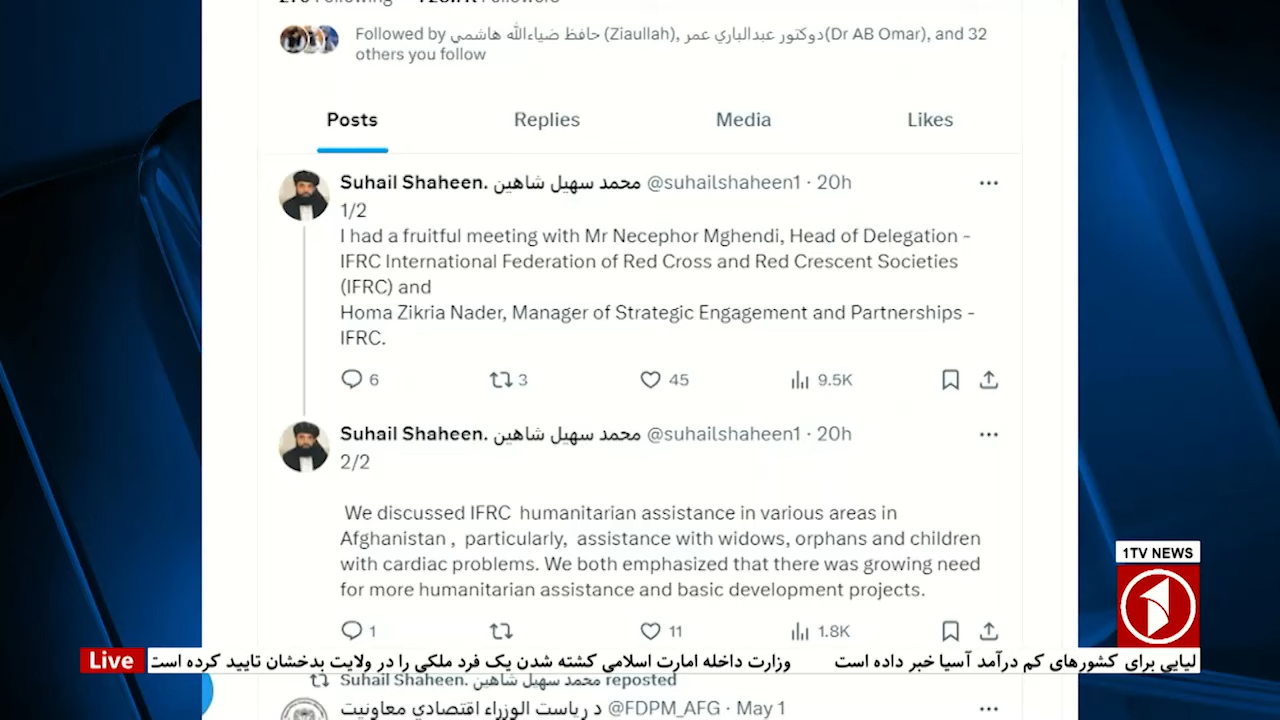 Followed by حافظ ضیاءالله هاشمي (Ziaullah), دوکتور عبدالباري عمر(Dr AB Omar), and 32
others you follow
Posts Replies Media Likes
Suhail Shaheen. محمد سهیل شاهین @suhailshaheen1 · 20h
1/2
I had a fruitful meeting with Mr Necephor Mghendi, Head of Delegation -
IFRC International Federation of Red Cross and Red Crescent Societies
(IFRC) and
Homa Zikria Nader, Manager of Strategic Engagement and Partnerships -
IFRC.
6 3 45 9.5K
Suhail Shaheen. محمد سهیل شاهین @suhailshaheen1 · 20h
2/2
We discussed IFRC humanitarian assistance in various areas in
Afghanistan , particularly, assistance with widows, orphans and children
with cardiac problems. We both emphasized that there was growing need
for more humanitarian assistance and basic development projects.
1 11 1.8K
1TV NEWS
Live لیایی برای کشورهای کم درآمد آسیا خبر داده است وزارت داخله امارت اسلامی کشته شدن یک فرد ملکی را در ولایت بدخشان تایید کرده است
Suhail Shaheen. محمد سهیل شاهین reposted
د ریاست الوزراء اقتصادي معاونیت @FDPM_AFG · May 1